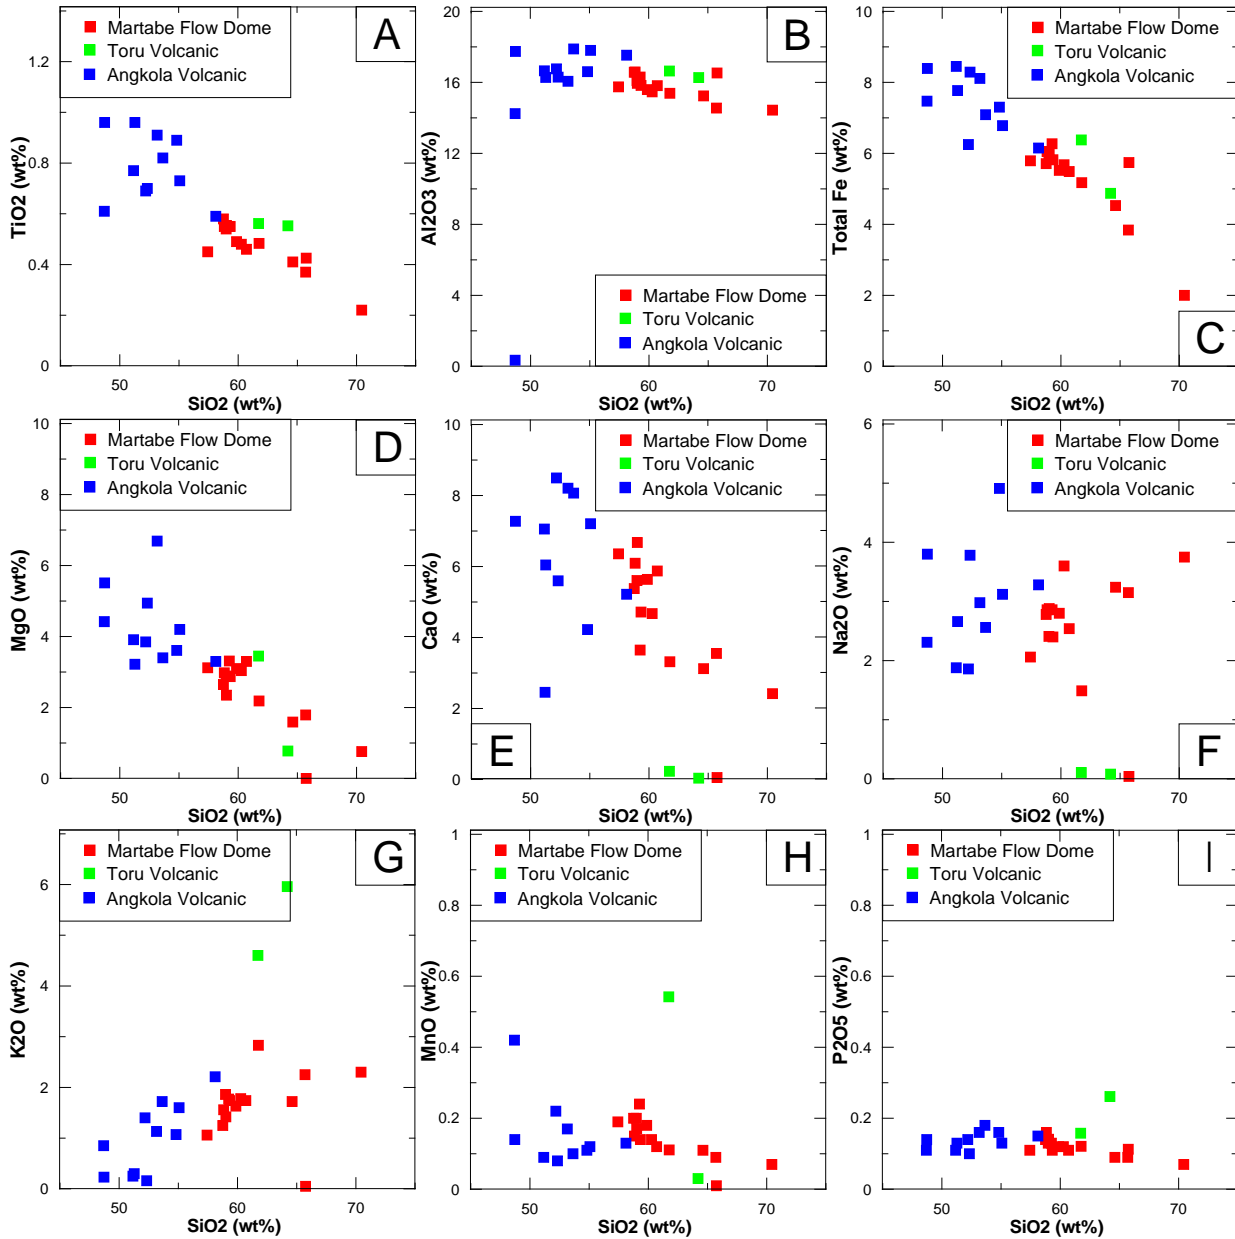 Martabe Flow Dome
Toru Volcanic
Angkola Volcanic
A
1.2
0.8
0.4
0
TiO2 (wt%)
50 60 70
SiO2 (wt%)
20
16
12
8
4
0
Al2O3 (wt%)
B
Martabe Flow Dome
Toru Volcanic
Angkola Volcanic
50 60 70
SiO2 (wt%)
10
8
6
4
2
0
Total Fe (wt%)
Martabe Flow Dome
Toru Volcanic
Angkola Volcanic
C
50 60 70
SiO2 (wt%)
10
8
6
4
2
0
MgO (wt%)
Martabe Flow Dome
Toru Volcanic
Angkola Volcanic
D
50 60 70
SiO2 (wt%)
10
8
6
4
2
0
CaO (wt%)
Martabe Flow Dome
Toru Volcanic
Angkola Volcanic
E
50 60 70
SiO2 (wt%)
6
4
2
0
Na2O (wt%)
Martabe Flow Dome
Toru Volcanic
Angkola Volcanic
F
50 60 70
SiO2 (wt%)
6
4
2
0
K2O (wt%)
Martabe Flow Dome
Toru Volcanic
Angkola Volcanic
G
50 60 70
SiO2 (wt%)
1
0.8
0.6
0.4
0.2
0
MnO (wt%)
Martabe Flow Dome
Toru Volcanic
Angkola Volcanic
H
50 60 70
SiO2 (wt%)
1
0.8
0.6
0.4
0.2
0
P2O5 (wt%)
Martabe Flow Dome
Toru Volcanic
Angkola Volcanic
I
50 60 70
SiO2 (wt%)